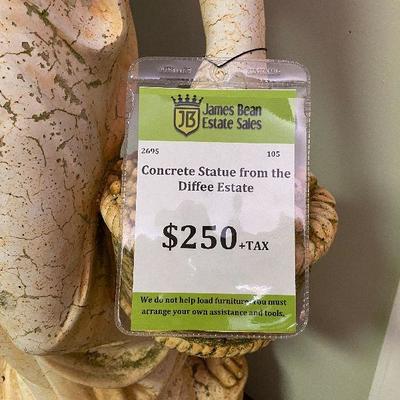 JB
James Bean
Estate Sales
2695 105
Concrete Statue from the
Diffee Estate
$250+TAX
We do not help load furniture. You must
arrange your own assistance and tools.